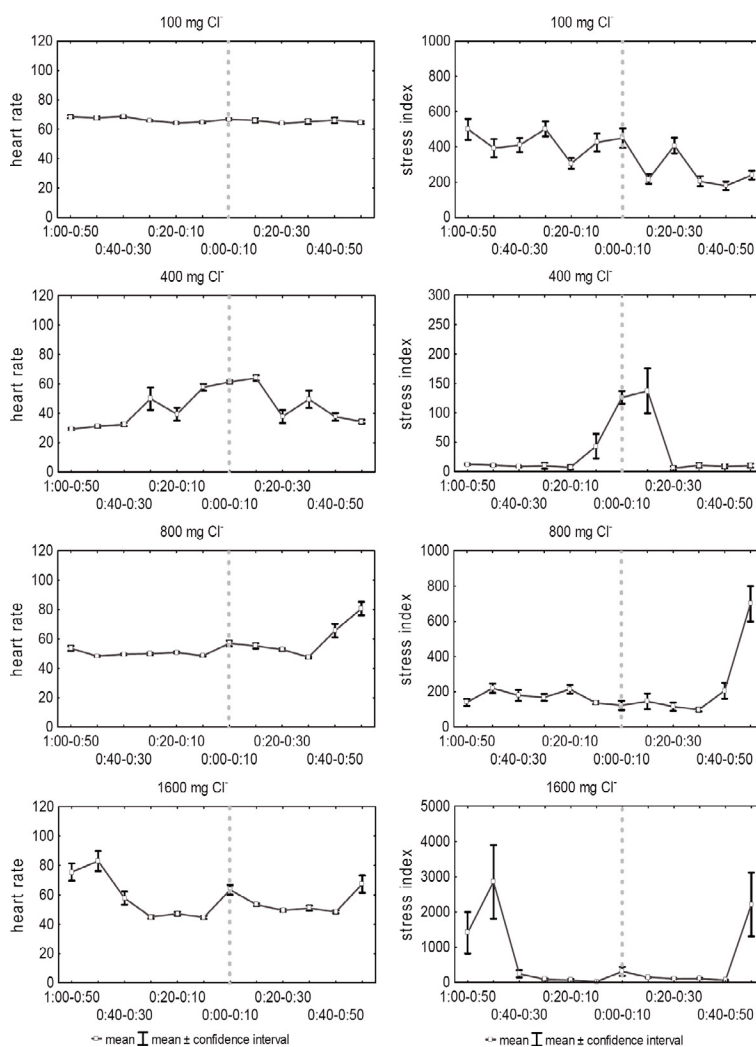 100 mg Cl⁻
heart rate
120
100
80
60
40
20
0
1:00-0:50 0:20-0:10 0:20-0:30 0:40-0:50
0:40-0:30 0:00-0:10
100 mg Cl⁻
stress index
1000
800
600
400
200
0
1:00-0:50 0:20-0:10 0:20-0:30 0:40-0:50
0:40-0:30 0:00-0:10
400 mg Cl⁻
heart rate
120
100
80
60
40
20
0
1:00-0:50 0:20-0:10 0:20-0:30
0:40-0:30 0:00-0:10 0:40-0:50
400 mg Cl⁻
stress index
300
250
200
150
100
50
0
1:00-0:50 0:20-0:10 0:20-0:30
0:40-0:30 0:00-0:10 0:40-0:50
800 mg Cl⁻
heart rate
120
100
80
60
40
20
0
1:00-0:50 0:20-0:10 0:20-0:30
0:40-0:30 0:00-0:10 0:40-0:50
800 mg Cl⁻
stress index
1000
800
600
400
200
0
1:00-0:50 0:20-0:10 0:20-0:30
0:40-0:30 0:00-0:10 0:40-0:50
1600 mg Cl⁻
heart rate
120
100
80
60
40
20
0
1:00-0:50 0:20-0:10 0:20-0:30
0:40-0:30 0:00-0:10 0:40-0:50
mean mean ± confidence interval
1600 mg Cl⁻
stress index
5000
4000
3000
2000
1000
0
1:00-0:50 0:20-0:10 0:20-0:30
0:40-0:30 0:00-0:10 0:40-0:50
mean mean ± confidence interval